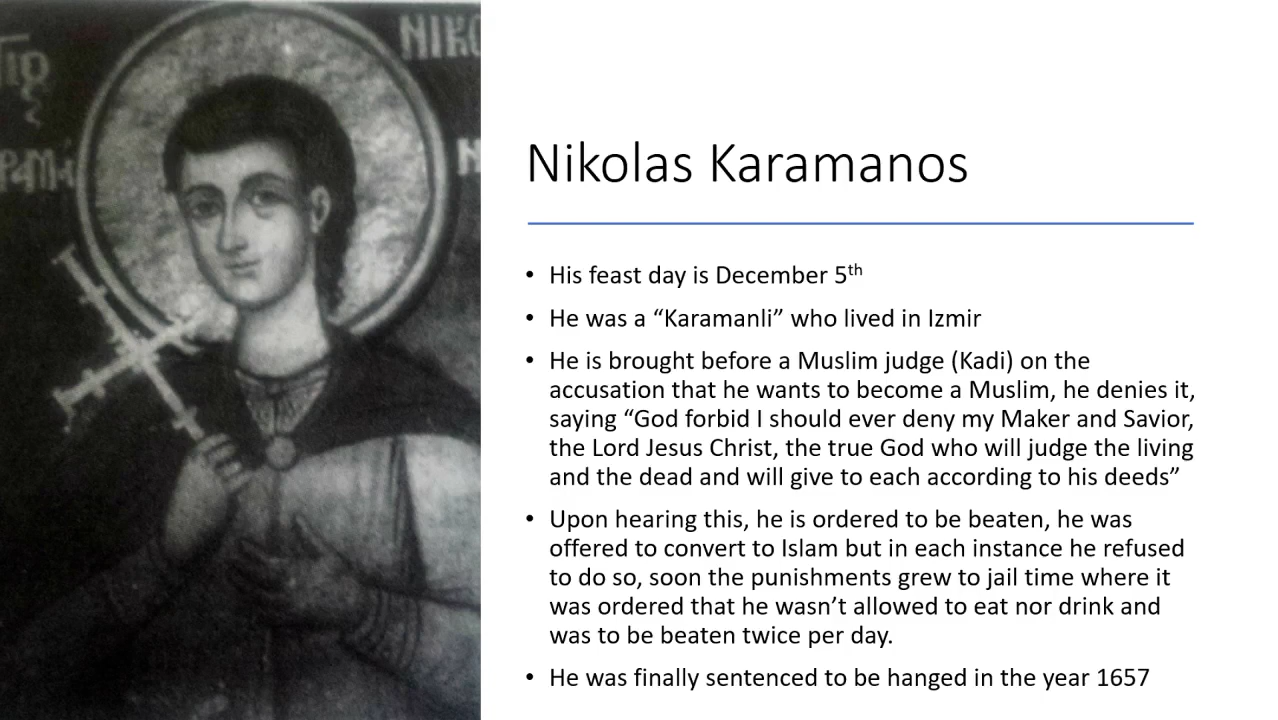 ΝΙΚΟ
Nikolas Karamanos
• His feast day is December 5th
• He was a “Karamanli” who lived in Izmir
• He is brought before a Muslim judge (Kadi) on the
accusation that he wants to become a Muslim, he denies it,
saying “God forbid I should ever deny my Maker and Savior,
the Lord Jesus Christ, the true God who will judge the living
and the dead and will give to each according to his deeds”
• Upon hearing this, he is ordered to be beaten, he was
offered to convert to Islam but in each instance he refused
to do so, soon the punishments grew to jail time where it
was ordered that he wasn’t allowed to eat nor drink and
was to be beaten twice per day.
• He was finally sentenced to be hanged in the year 1657